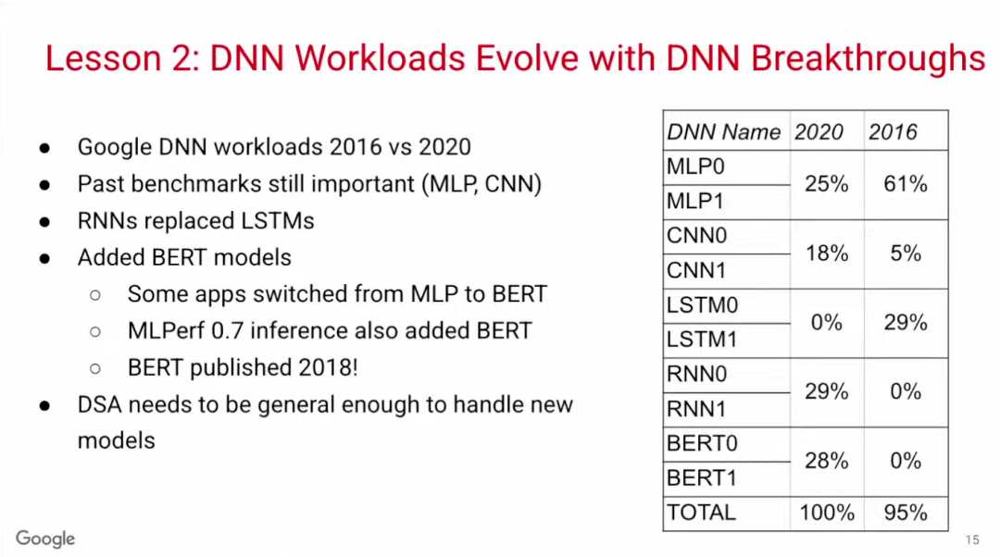 Lesson 2: DNN Workloads Evolve with DNN Breakthroughs
● Google DNN workloads 2016 vs 2020
● Past benchmarks still important (MLP, CNN)
● RNNs replaced LSTMs
● Added BERT models
○ Some apps switched from MLP to BERT
○ MLPerf 0.7 inference also added BERT
○ BERT published 2018!
● DSA needs to be general enough to handle new
models
DNN Name 2020 2016
MLP0
25% 61%
MLP1
CNN0
18% 5%
CNN1
LSTM0
0% 29%
LSTM1
RNN0
29% 0%
RNN1
BERT0
28% 0%
BERT1
TOTAL 100% 95%
Google
15